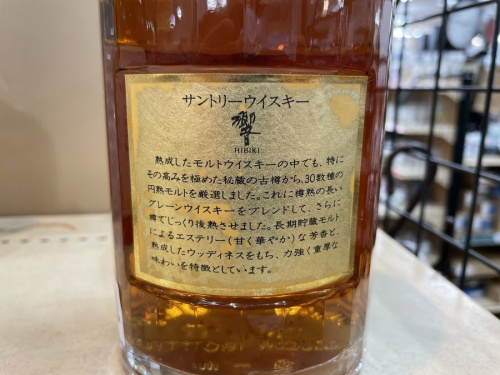 サントリーウイスキー
響
HIBIKI
熟成したモルトウイスキーの中でも、特に
その高みを極めた秘蔵の古樽から、30数種の
円熟モルトを厳選しました。これに樽熟の長い
グレーンウイスキーをブレンドして、さらに
樽でじっくり後熟させました。長期貯蔵モルト
によるエステリー(甘く華やか)な芳香と、
熟成したウッディネスをもち、力強く重厚な
味わいを特徴としています。